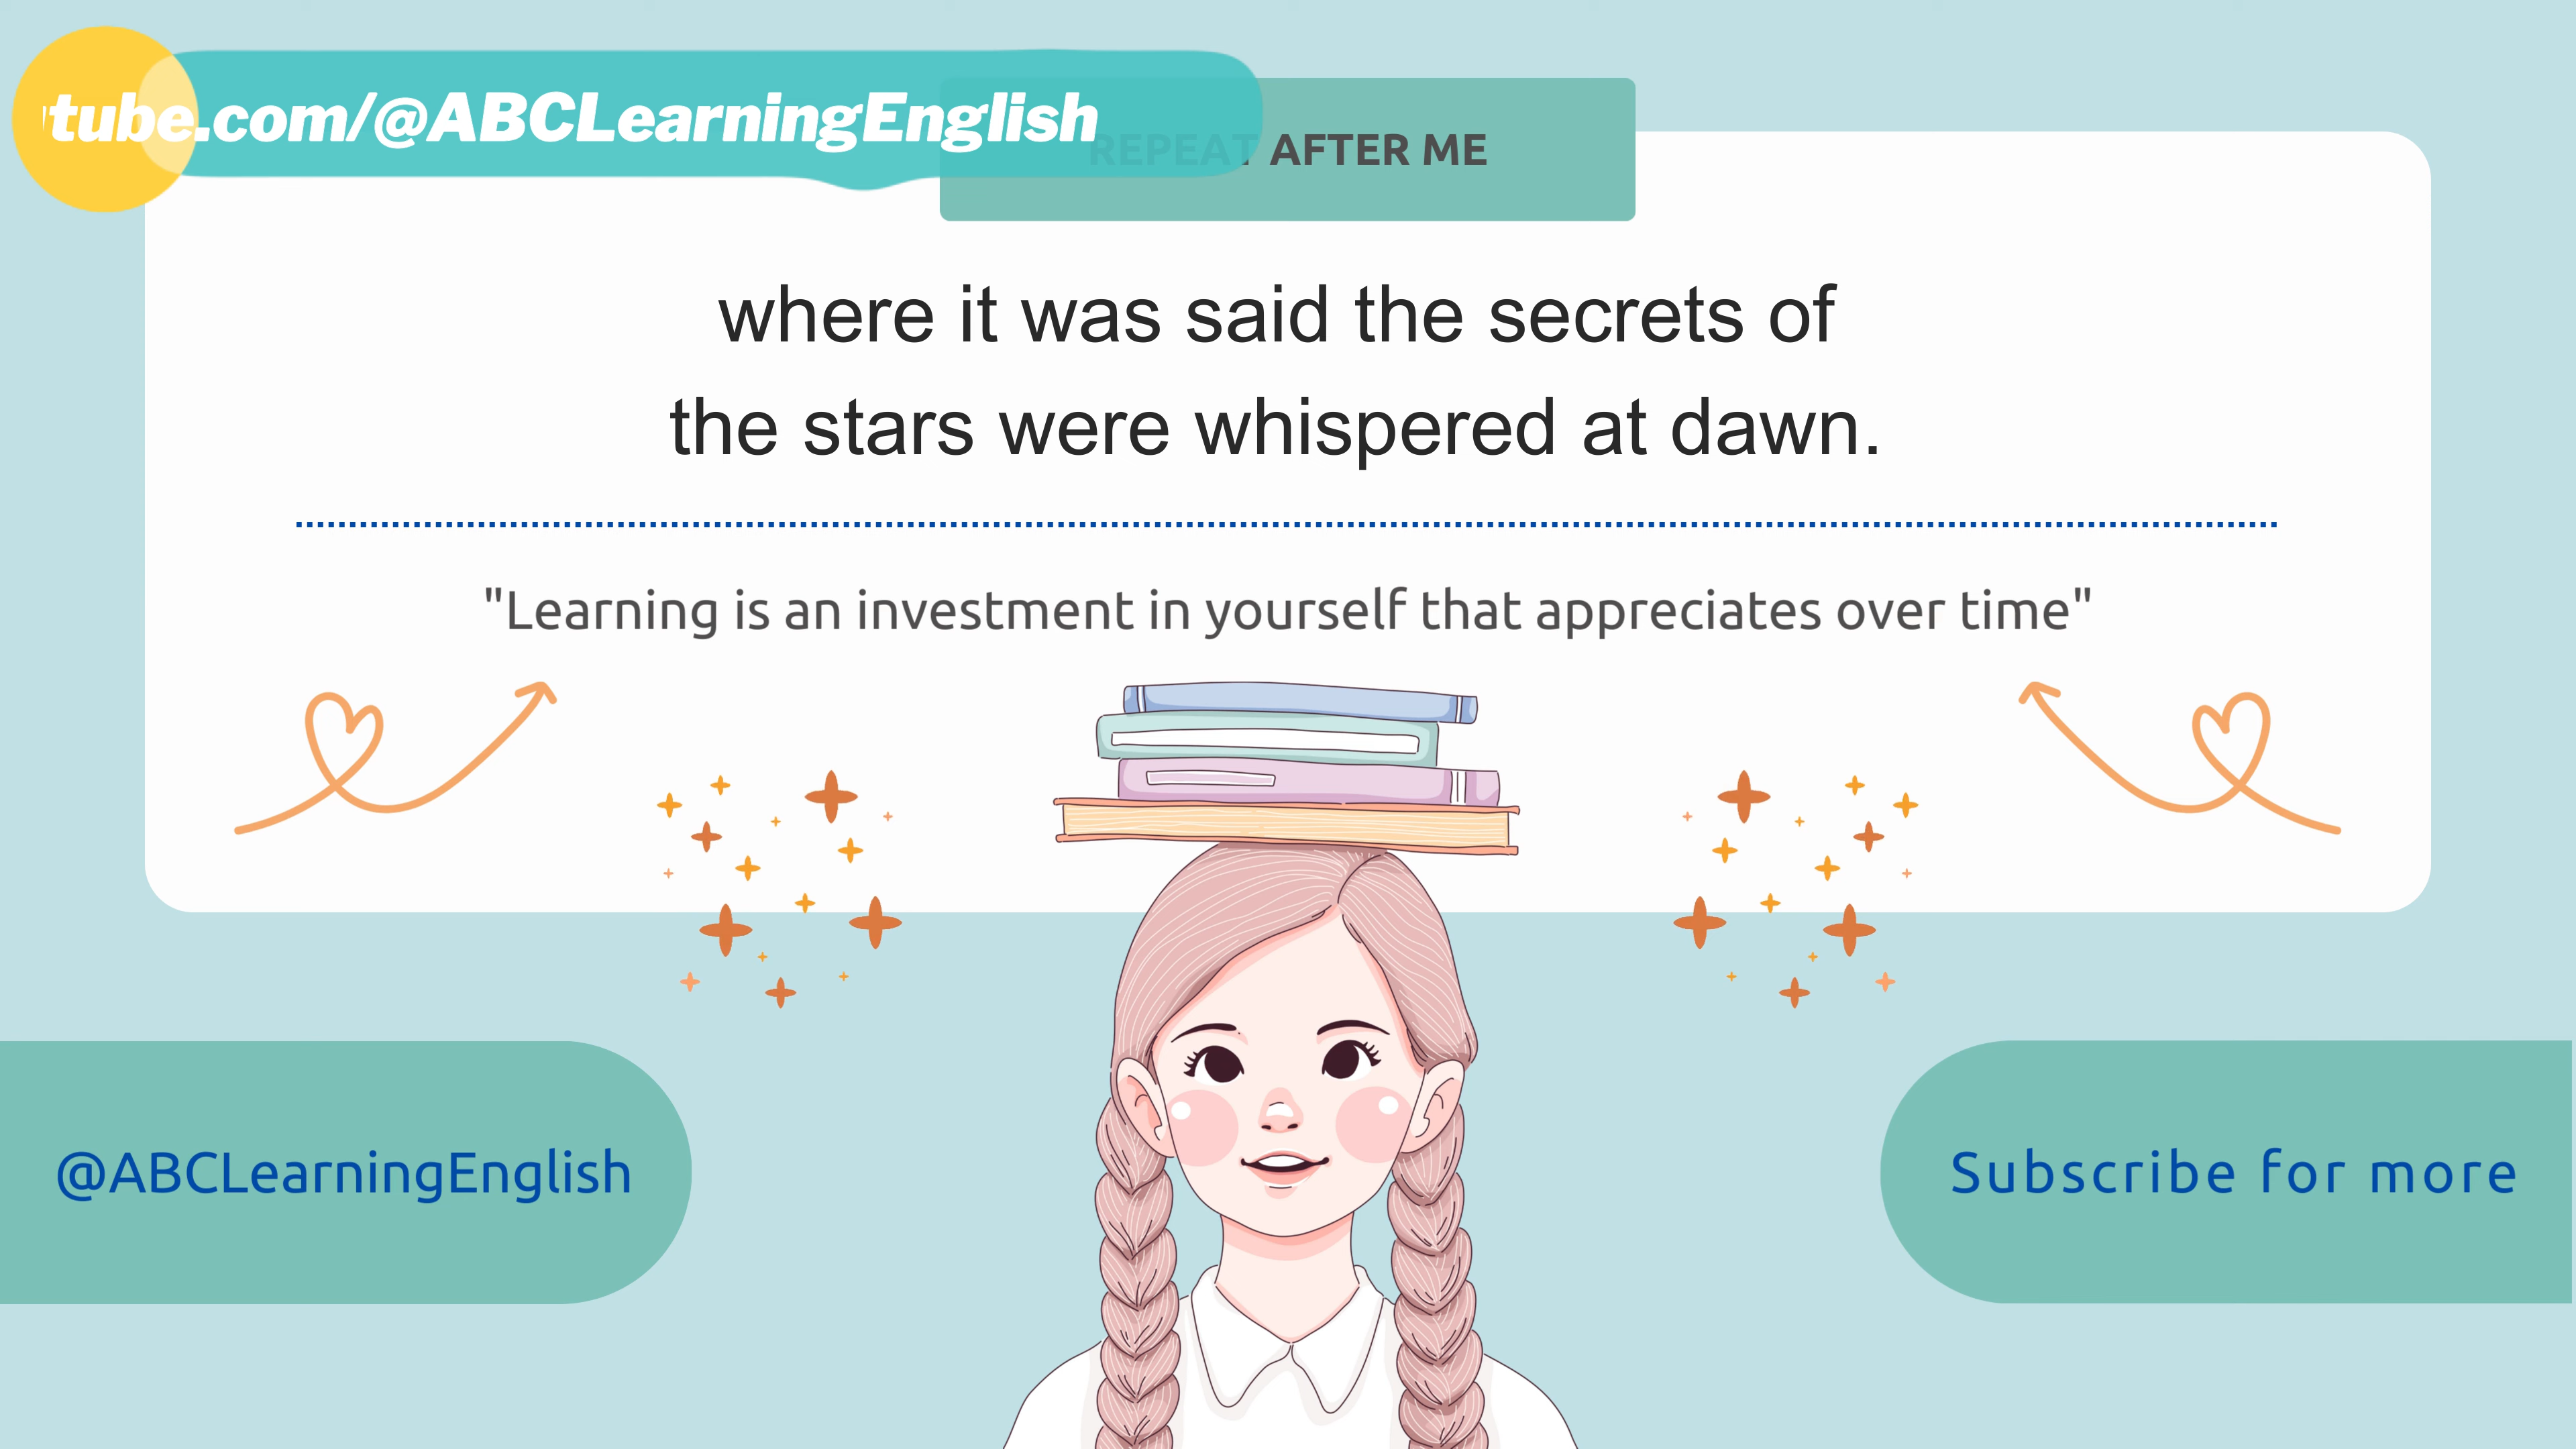 tube.com/@ABCLearningEnglish
REPEAT AFTER ME
where it was said the secrets of
the stars were whispered at dawn.
"Learning is an investment in yourself that appreciates over time"
@ABCLearningEnglish
Subscribe for more